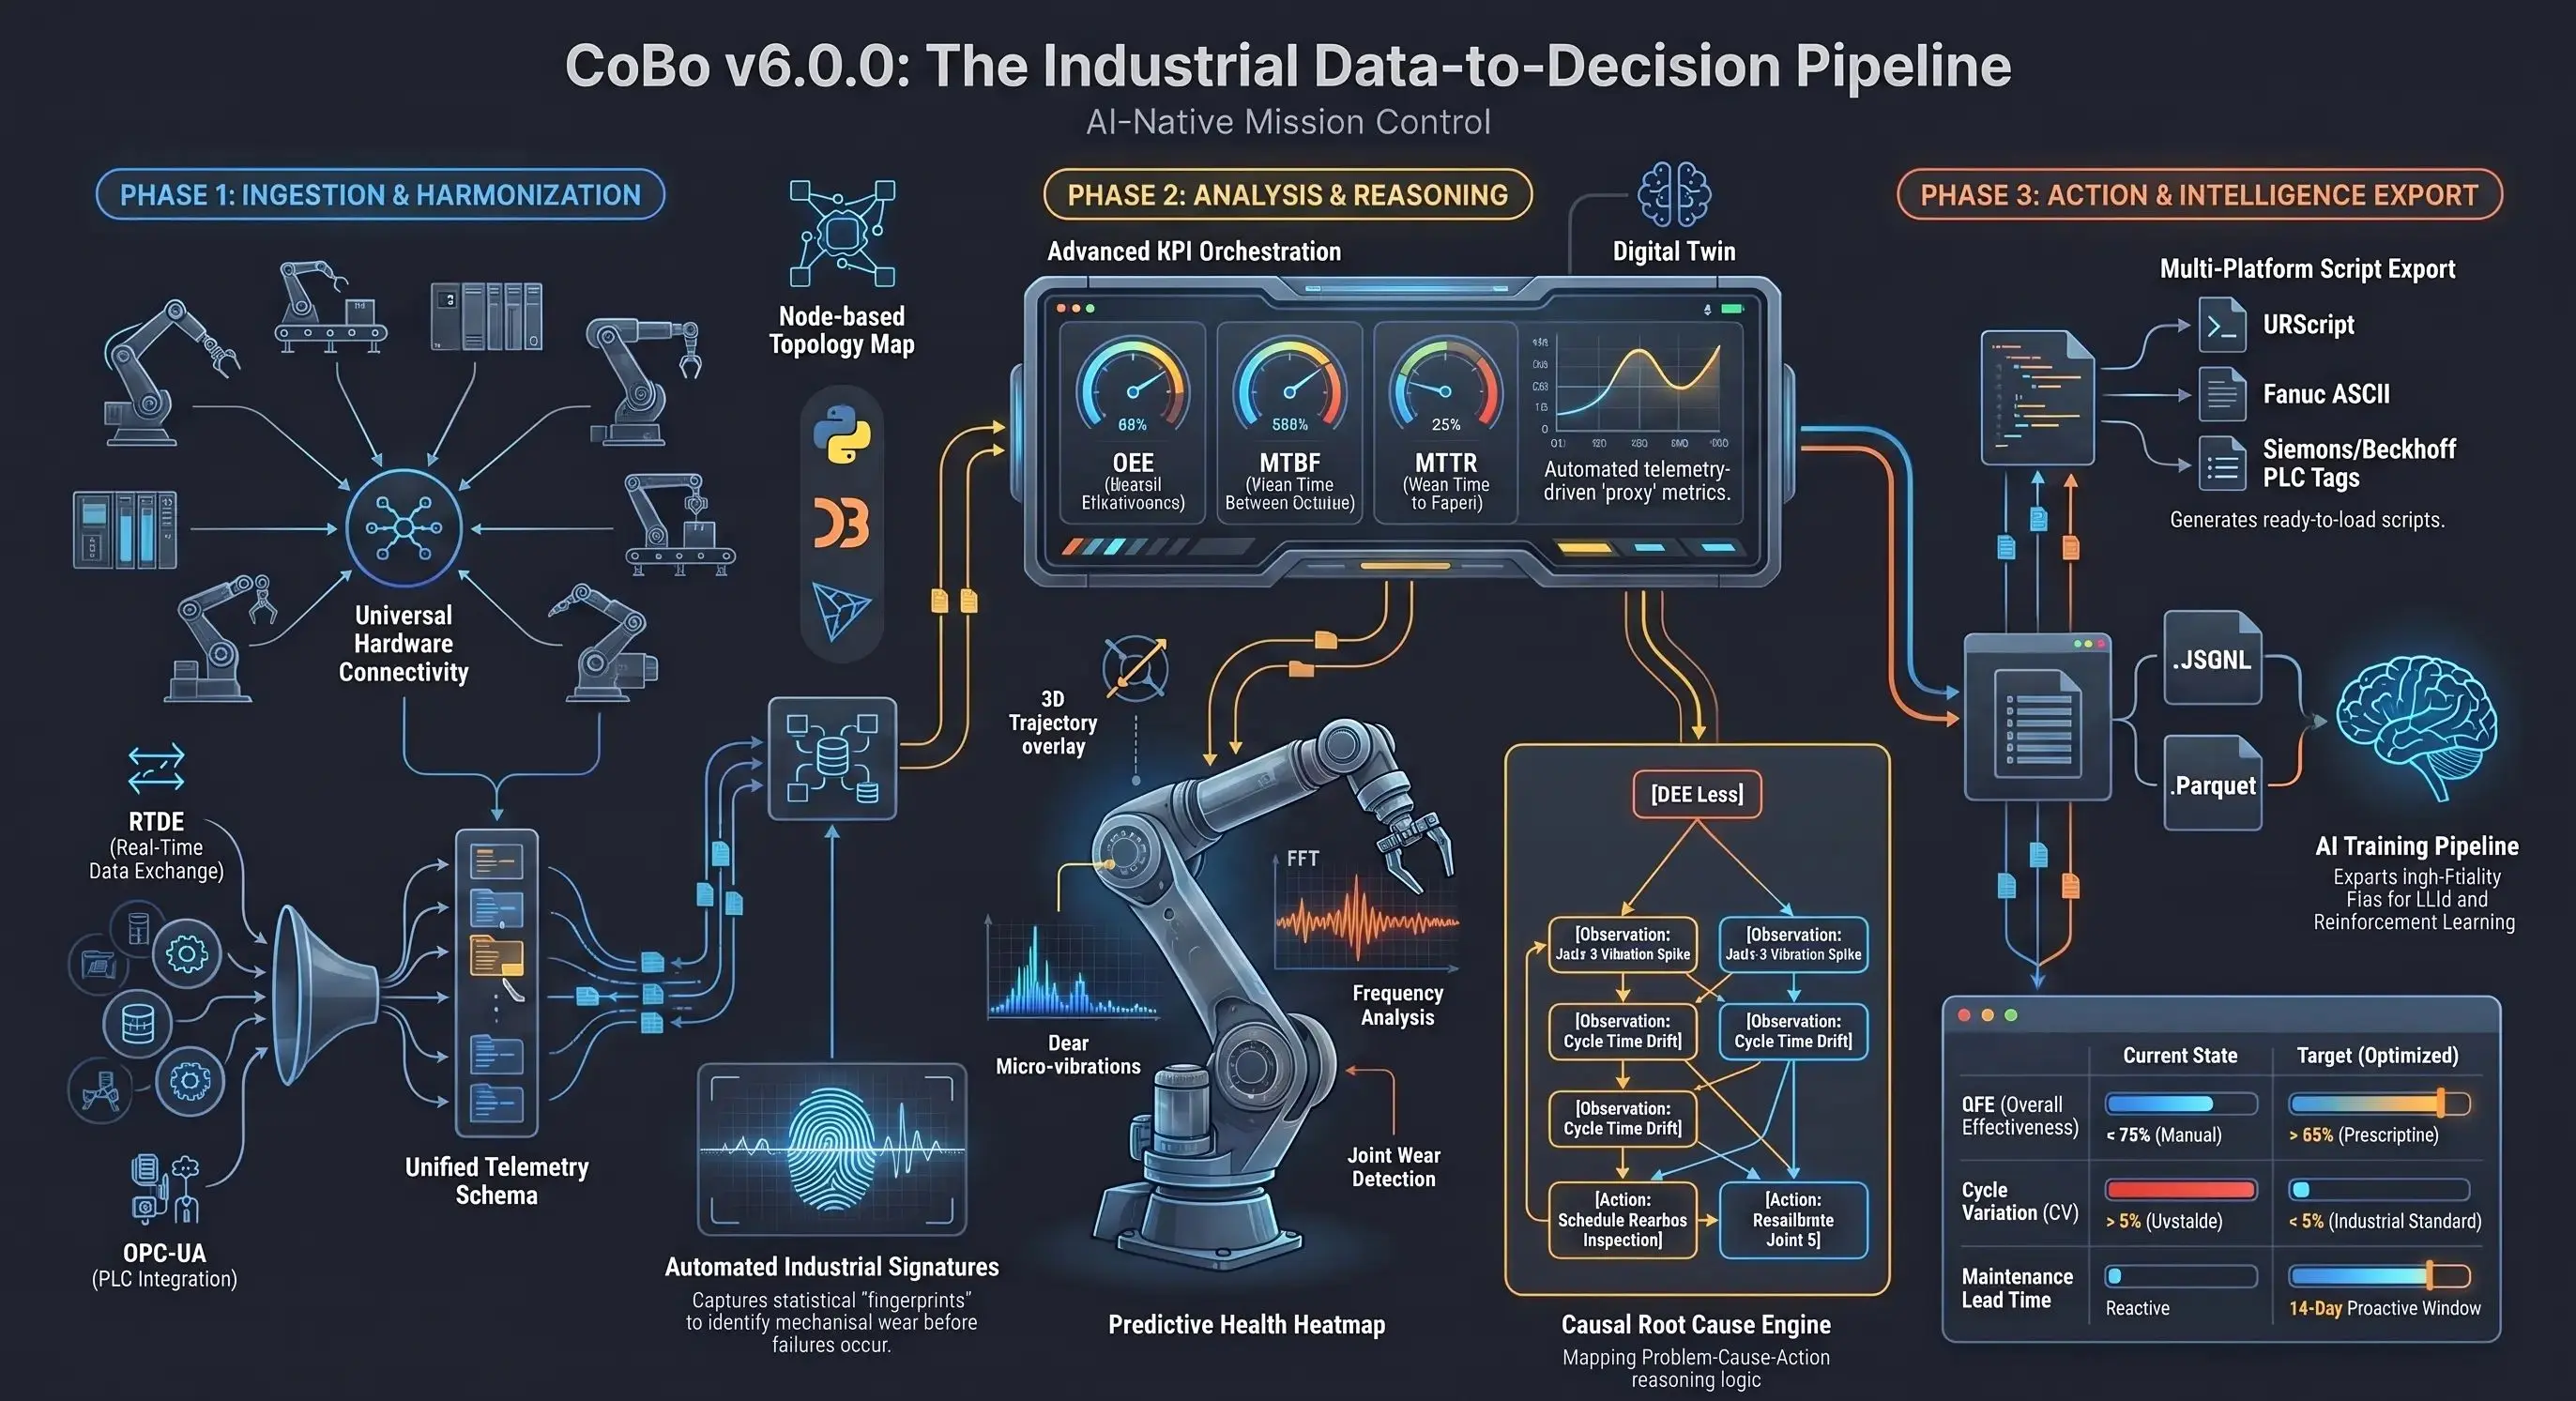 CoBo v6.0.0: The Industrial Data-to-Decision Pipeline
AI-Native Mission Control
PHASE 1: INGESTION & HARMONIZATION
Universal
Hardware
Connectivity
RTDE
(Real-Time
Data Exchange)
OPC-UA
(PLC Integration)
Unified Telemetry
Schema
Node-based
Topology Map
Automated Industrial Signatures
Captures statistical "fingerprints"
to identify mechanisal wear before
failures occur.
PHASE 2: ANALYSIS & REASONING
Advanced KPI Orchestration
Digital Twin
68%
OEE
588%
MTBF
Between
25%
MTTR
(Wean Time
to Faperi)
0
Automated telemetry-
driven 'proxy' metrics.
3D
Trajectory
overlay
FFT
Frequency
Analysis
Dear
Micro-vibrations
Joint Wear
Detection
Predictive Health Heatmap
[DEE Less]
[Observation:
3 Vibration Spike
[Observation:
3 Vibration Spike
[Observation:
Cycle Time Drift]
[Observation:
Cycle Time Drift]
[Observation:
Cycle Time Drift]
[Action:
Schedule Rearbos
Inspection]
[Action:
Resailbmte
Joint 5]
Causal Root Cause Engine
Mapping Problem-Cause-Action
reasoning logic
PHASE 3: ACTION & INTELLIGENCE EXPORT
Multi-Platform Script Export
URScript
Fanuc ASCII
Siemons/Beckhoff
PLC Tags
Generates ready-to-load scripts.
.JSGNL
.Parquet
AI Training Pipeline
Exparts ingh-Ftiality
Fias for LLld and
Reinforcement Learning
Current State
Target (Optimized)
QFE (Overall
Effectiveness)
< 75% (Manual)
> 65% (Prescriptine)
Cycle
Variation (CV)
> 5% (Uvstalde)
< 5% (Industrial Standard)
Maintenance
Lead Time
Reactive
14-Day Proactive Window